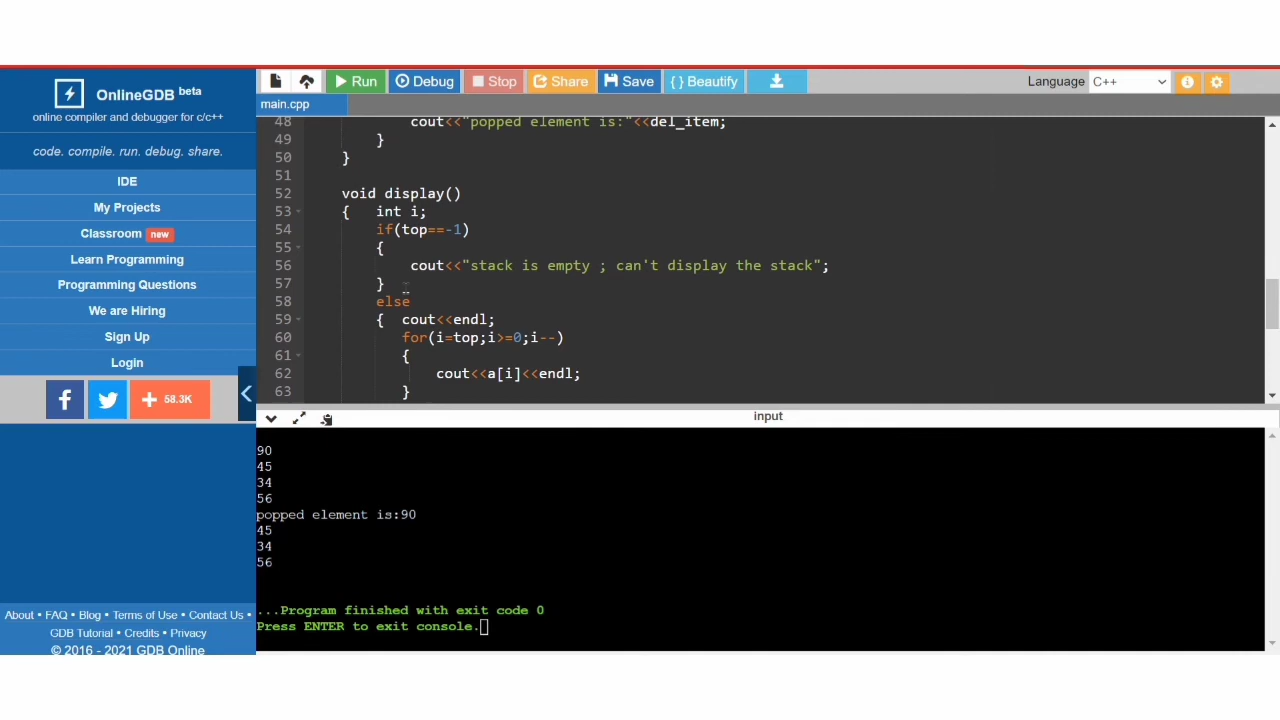 OnlineGDB beta
online compiler and debugger for c/c++
code. compile. run. debug. share.
IDE
My Projects
Classroom new
Learn Programming
Programming Questions
We are Hiring
Sign Up
Login
58.3K
About • FAQ • Blog • Terms of Use • Contact Us •
GDB Tutorial • Credits • Privacy
© 2016 - 2021 GDB Online
Run Debug Stop Share Save { } Beautify Language C++
main.cpp
48 cout<<"popped element is:"<<del_item;
49 }
50 }
51
52 void display()
53 { int i;
54 if(top==-1)
55 {
56 cout<<"stack is empty ; can't display the stack";
57 }
58 else
59 { cout<<endl;
60 for(i=top;i>=0;i--)
61 {
62 cout<<a[i]<<endl;
63 }
input
90
45
34
56
popped element is:90
45
34
56
...Program finished with exit code 0
Press ENTER to exit console.